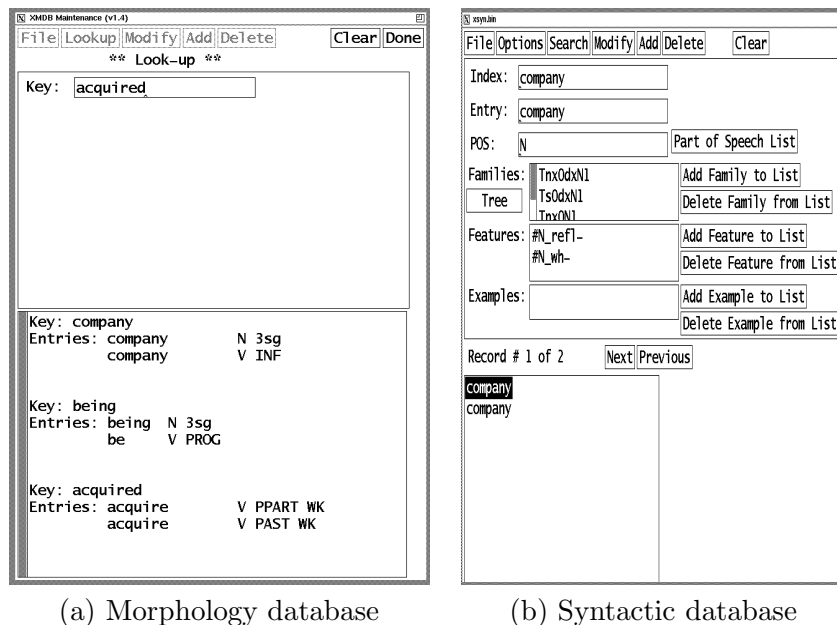 XMDB Maintenance (v1.4)
File Lookup Modify Add Delete Clear Done
** Look-up **
Key: acquired
Key: company
Entries: company N 3sg
company V INF
Key: being
Entries: being N 3sg
be V PROG
Key: acquired
Entries: acquire V PPART WK
acquire V PAST WK
(a) Morphology database
xsyn.bin
File Options Search Modify Add Delete Clear
Index: company
Entry: company
POS: N Part of Speech List
Families: Tnx0dxN1 Add Family to List
Tree Ts0dxN1 Delete Family from List
Tnx0N1
Features: #N_refl- Add Feature to List
#N_wh- Delete Feature from List
Examples: Add Example to List
Delete Example from List
Record # 1 of 2 Next Previous
company
company
(b) Syntactic database